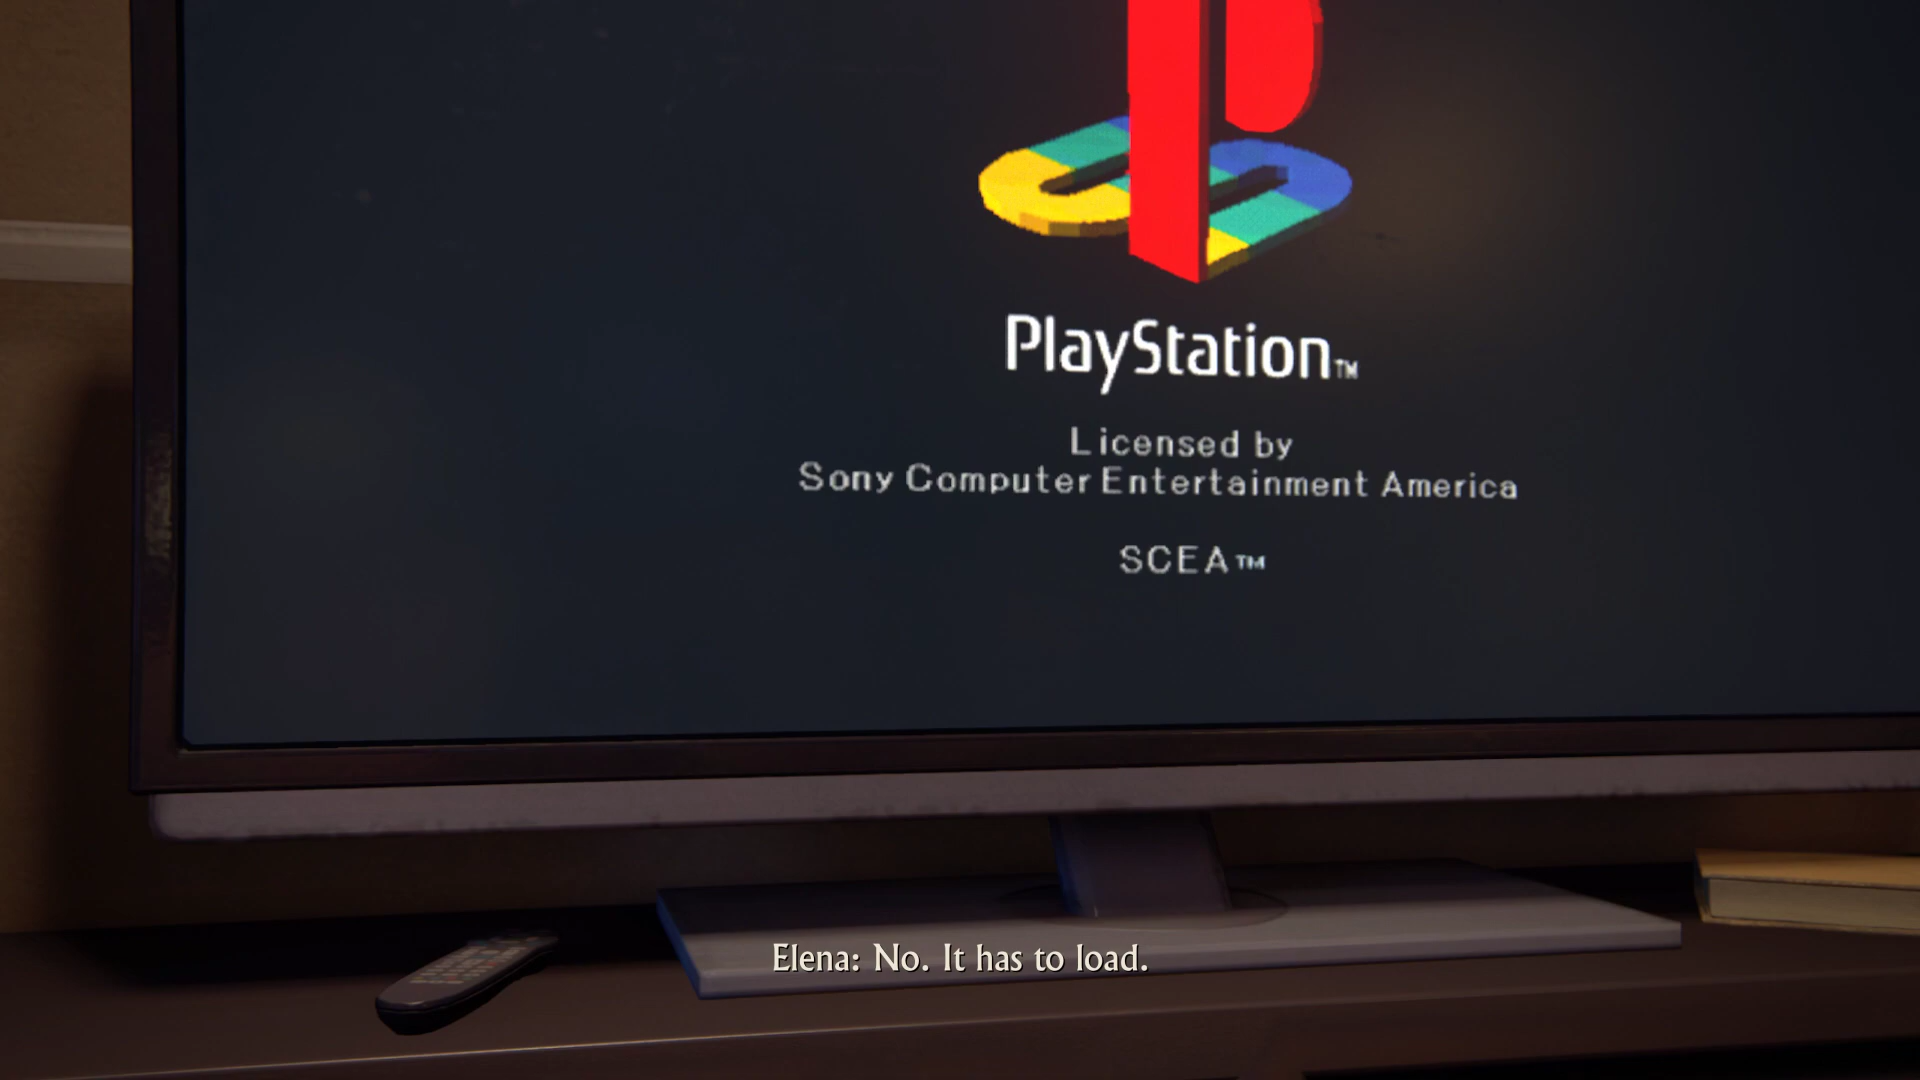 PlayStation™
Licensed by
Sony Computer Entertainment America
SCEA™
Elena: No. It has to load.